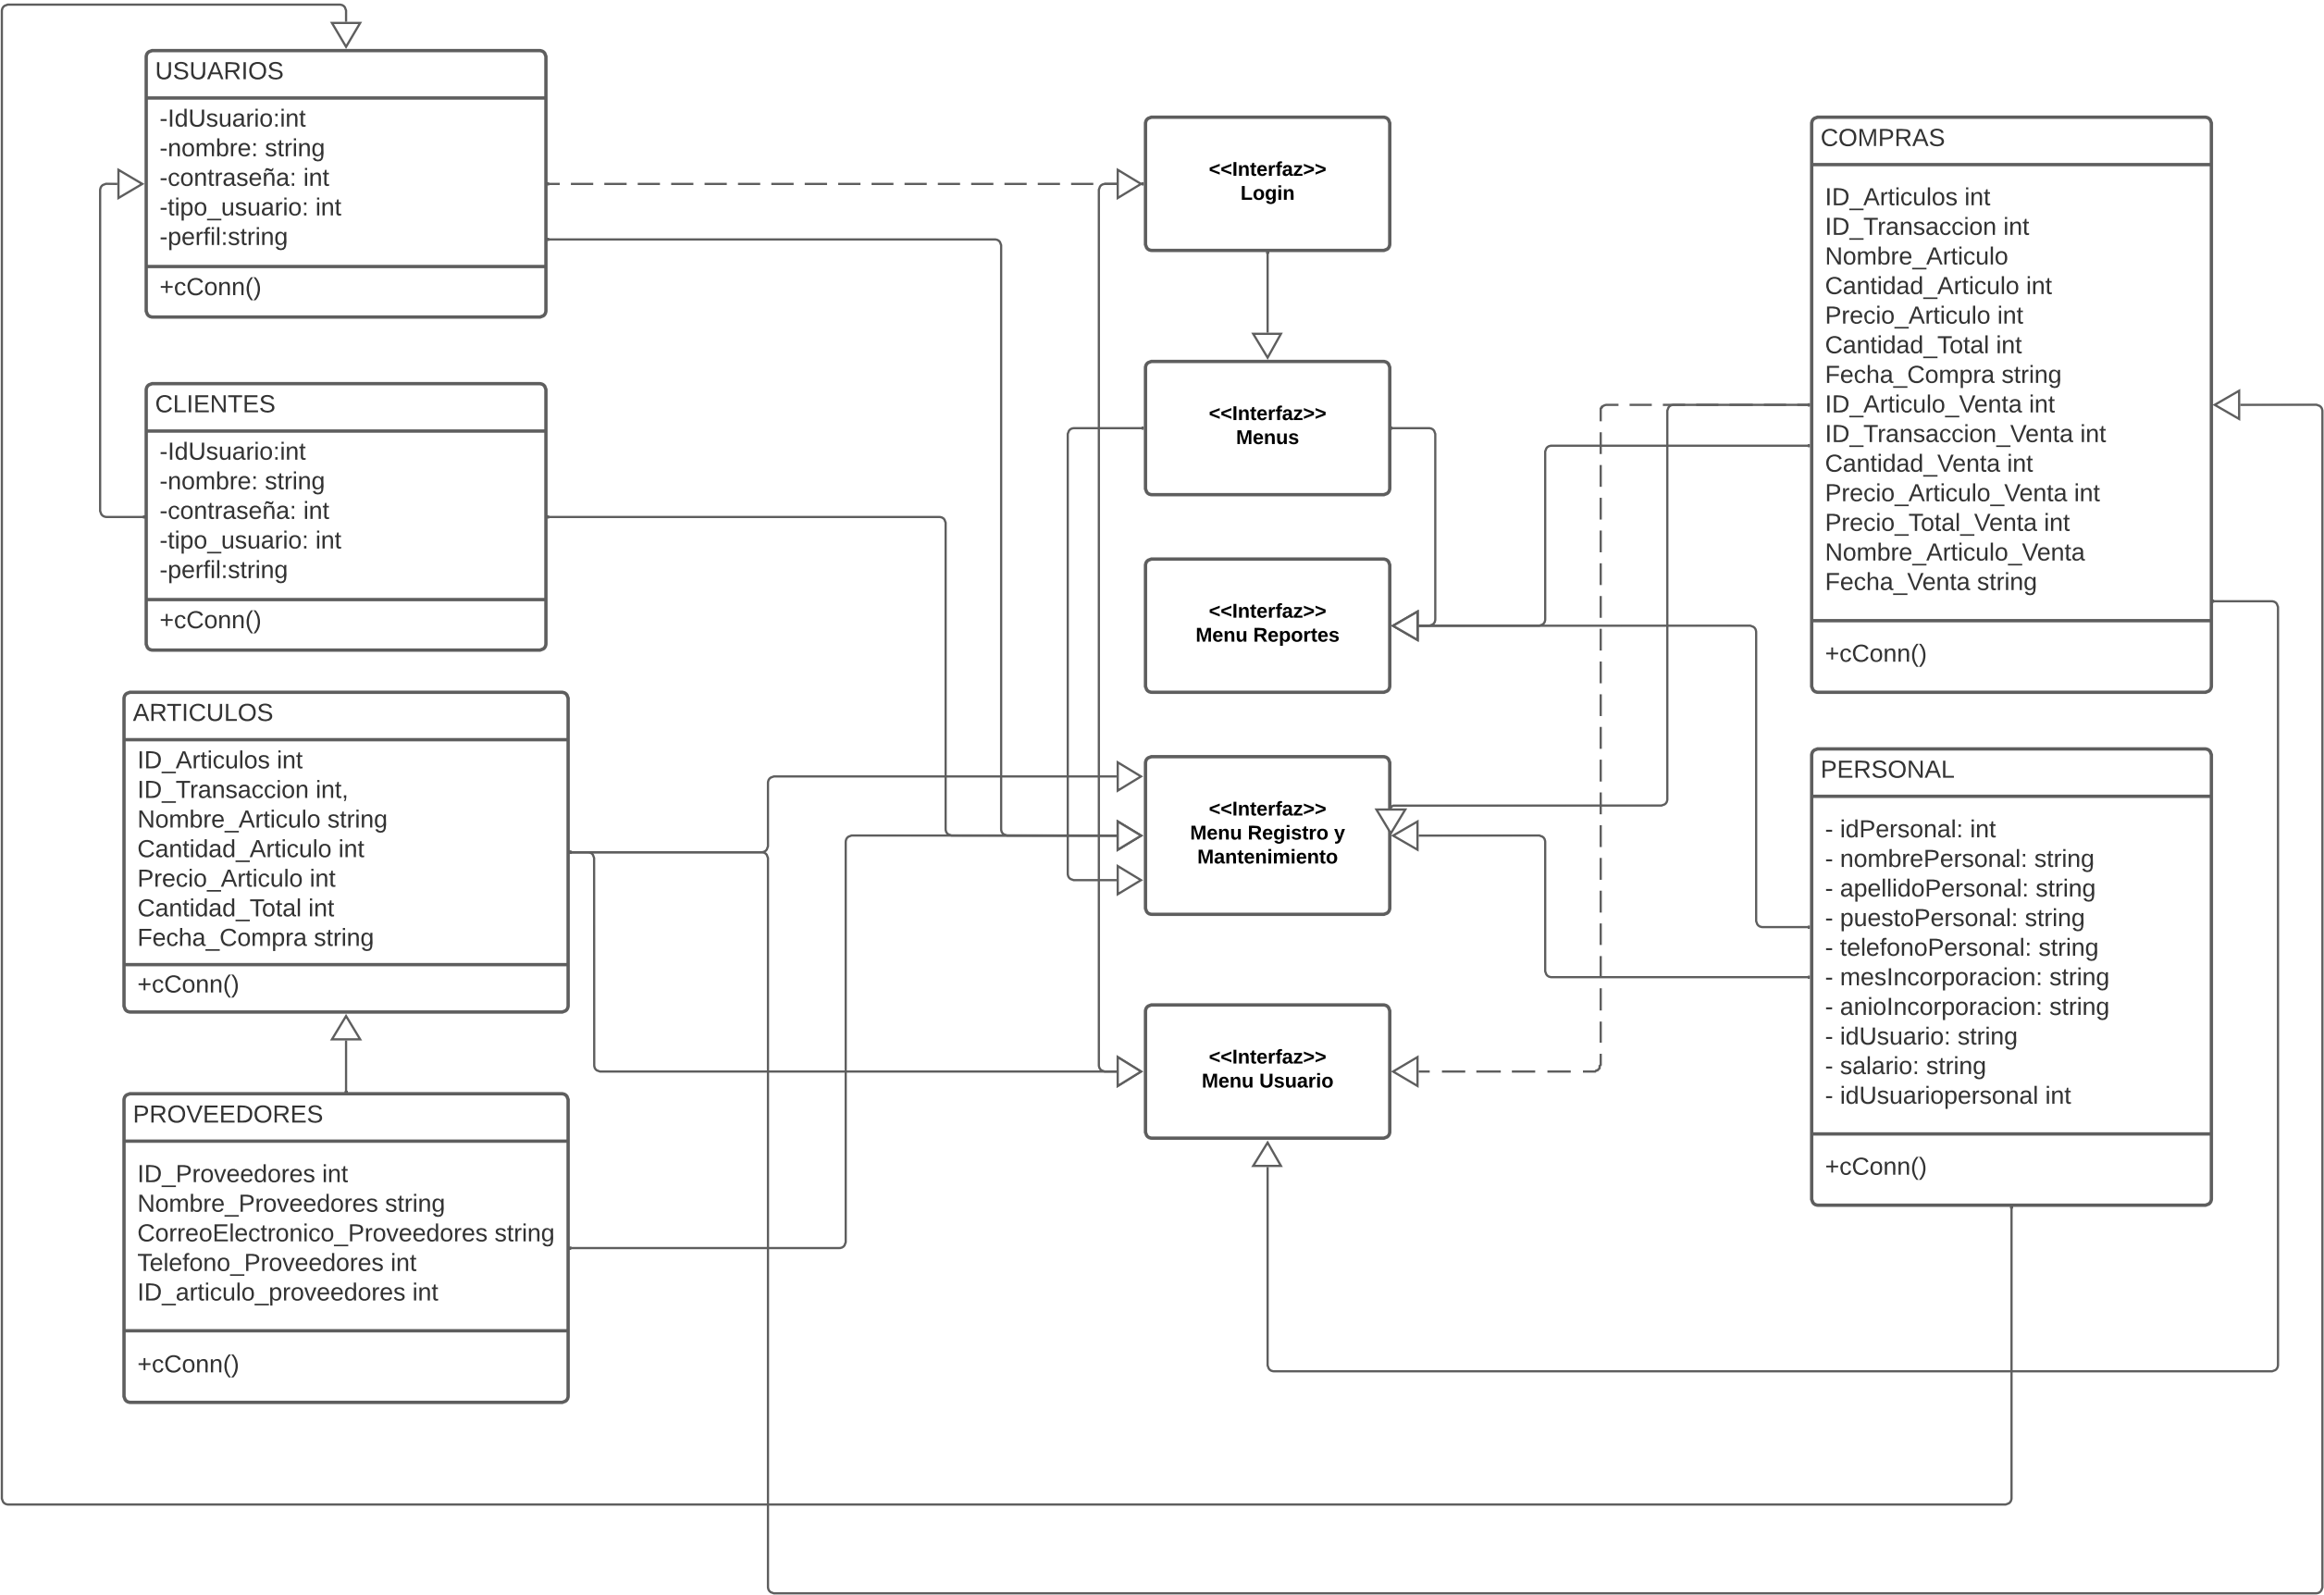 USUARIOS
-IdUsuario:int
-nombre: string
-contraseña: int
-tipo_usuario: int
-perfil:string
+cConn()
CLIENTES
-IdUsuario:int
-nombre: string
-contraseña: int
-tipo_usuario: int
-perfil:string
+cConn()
ARTICULOS
ID_Articulos int
ID_Transaccion int,
Nombre_Articulo string
Cantidad_Articulo int
Precio_Articulo int
Cantidad_Total int
Fecha_Compra string
+cConn()
PROVEEDORES
ID_Proveedores int
Nombre_Proveedores string
CorreoElectronico_Proveedores string
Telefono_Proveedores int
ID_articulo_proveedores int
+cConn()
<<Interfaz>>
Login
<<Interfaz>>
Menus
<<Interfaz>>
Menu Reportes
<<Interfaz>>
Menu Registro y
Mantenimiento
<<Interfaz>>
Menu Usuario
COMPRAS
ID_Articulos int
ID_Transaccion int
Nombre_Articulo
Cantidad_Articulo int
Precio_Articulo int
Cantidad_Total int
Fecha_Compra string
ID_Articulo_Venta int
ID_Transaccion_Venta int
Cantidad_Venta int
Precio_Articulo_Venta int
Precio_Total_Venta int
Nombre_Articulo_Venta
Fecha_Venta string
+cConn()
PERSONAL
- idPersonal: int
- nombrePersonal: string
- apellidoPersonal: string
- puestoPersonal: string
- telefonoPersonal: string
- mesIncorporacion: string
- anioIncorporacion: string
- idUsuario: string
- salario: string
- idUsuariopersonal int
+cConn()